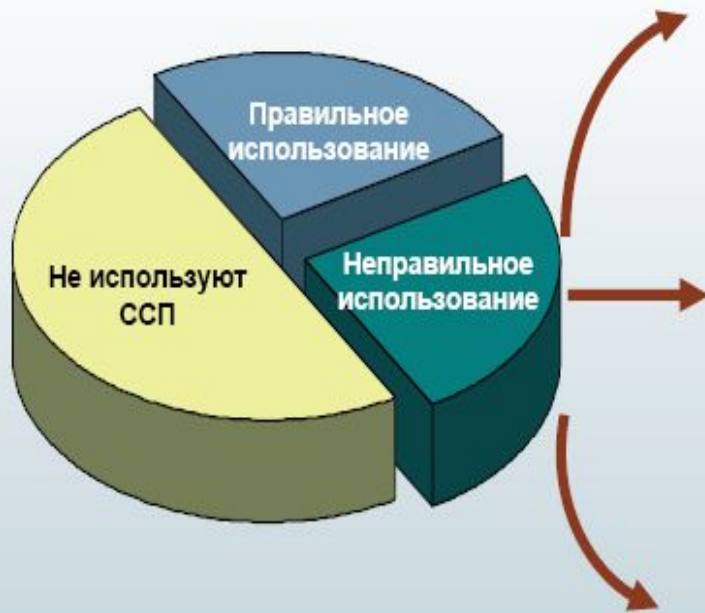 Правильное
использование
Неправильное
использование
Не используют
ССП